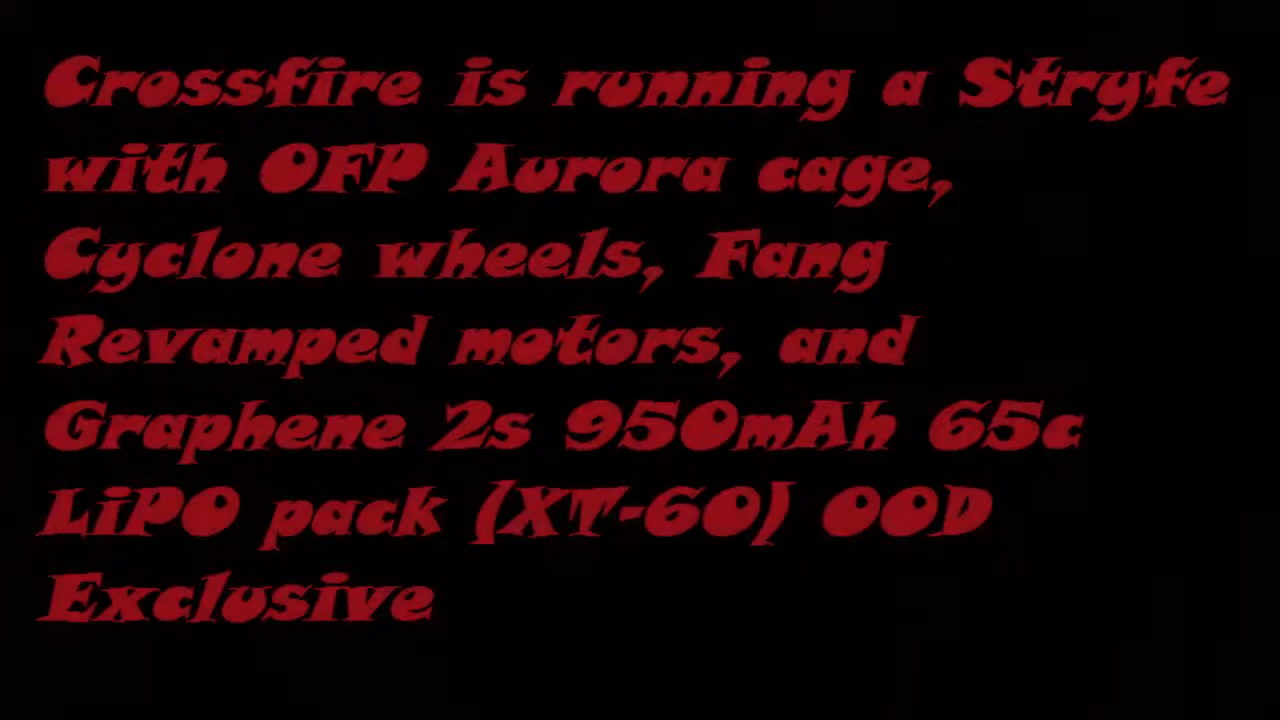 Crossfire is running a Stryfe
with OFP Aurora cage,
Cyclone wheels, Fang
Revamped motors, and
Graphene 2s 950mAh 65c
LiPO pack (XT-60) OOD
Exclusive